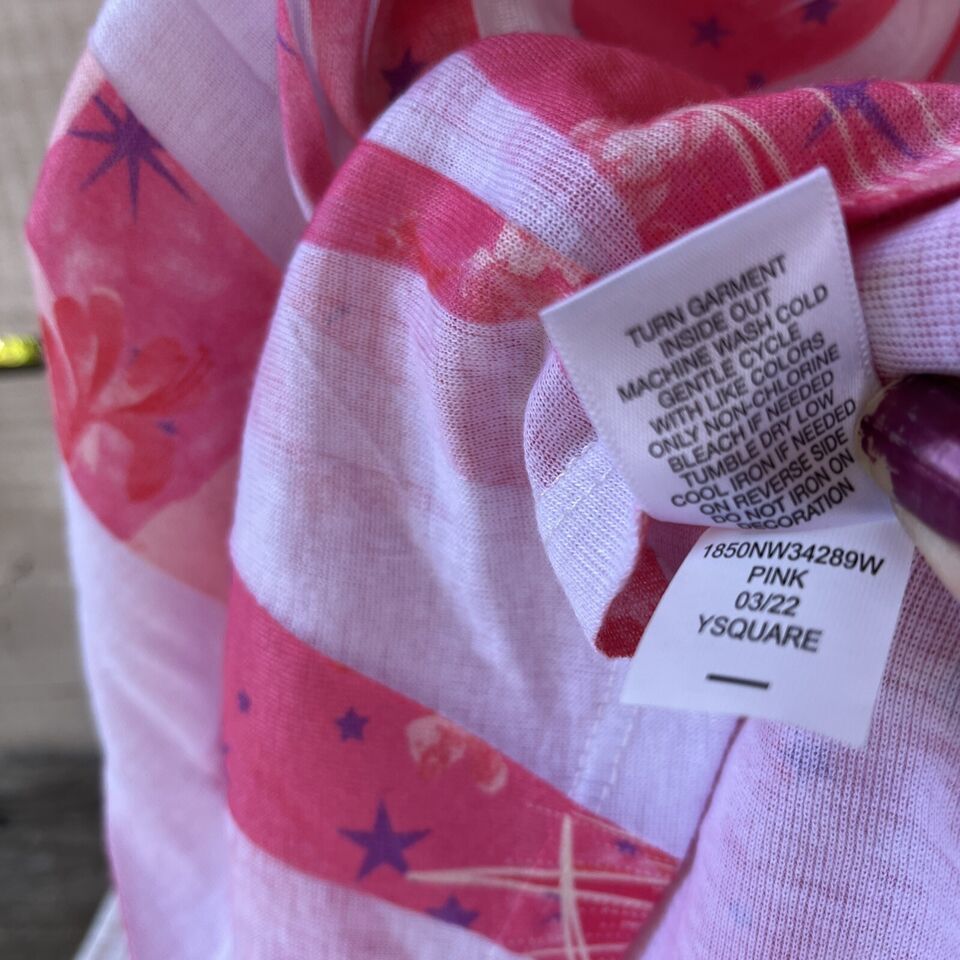 TURN GARMENT
INSIDE OUT
MACHINE WASH COLD
GENTLE CYCLE
WITH LIKE COLORS
ONLY NON-CHLORINE
BLEACH IF NEEDED
TUMBLE DRY LOW
COOL IRON IF NEEDED
ON REVERSE SIDE
DO NOT IRON ON
DECORATION
1850NW34289W
PINK
03/22
YSQUARE